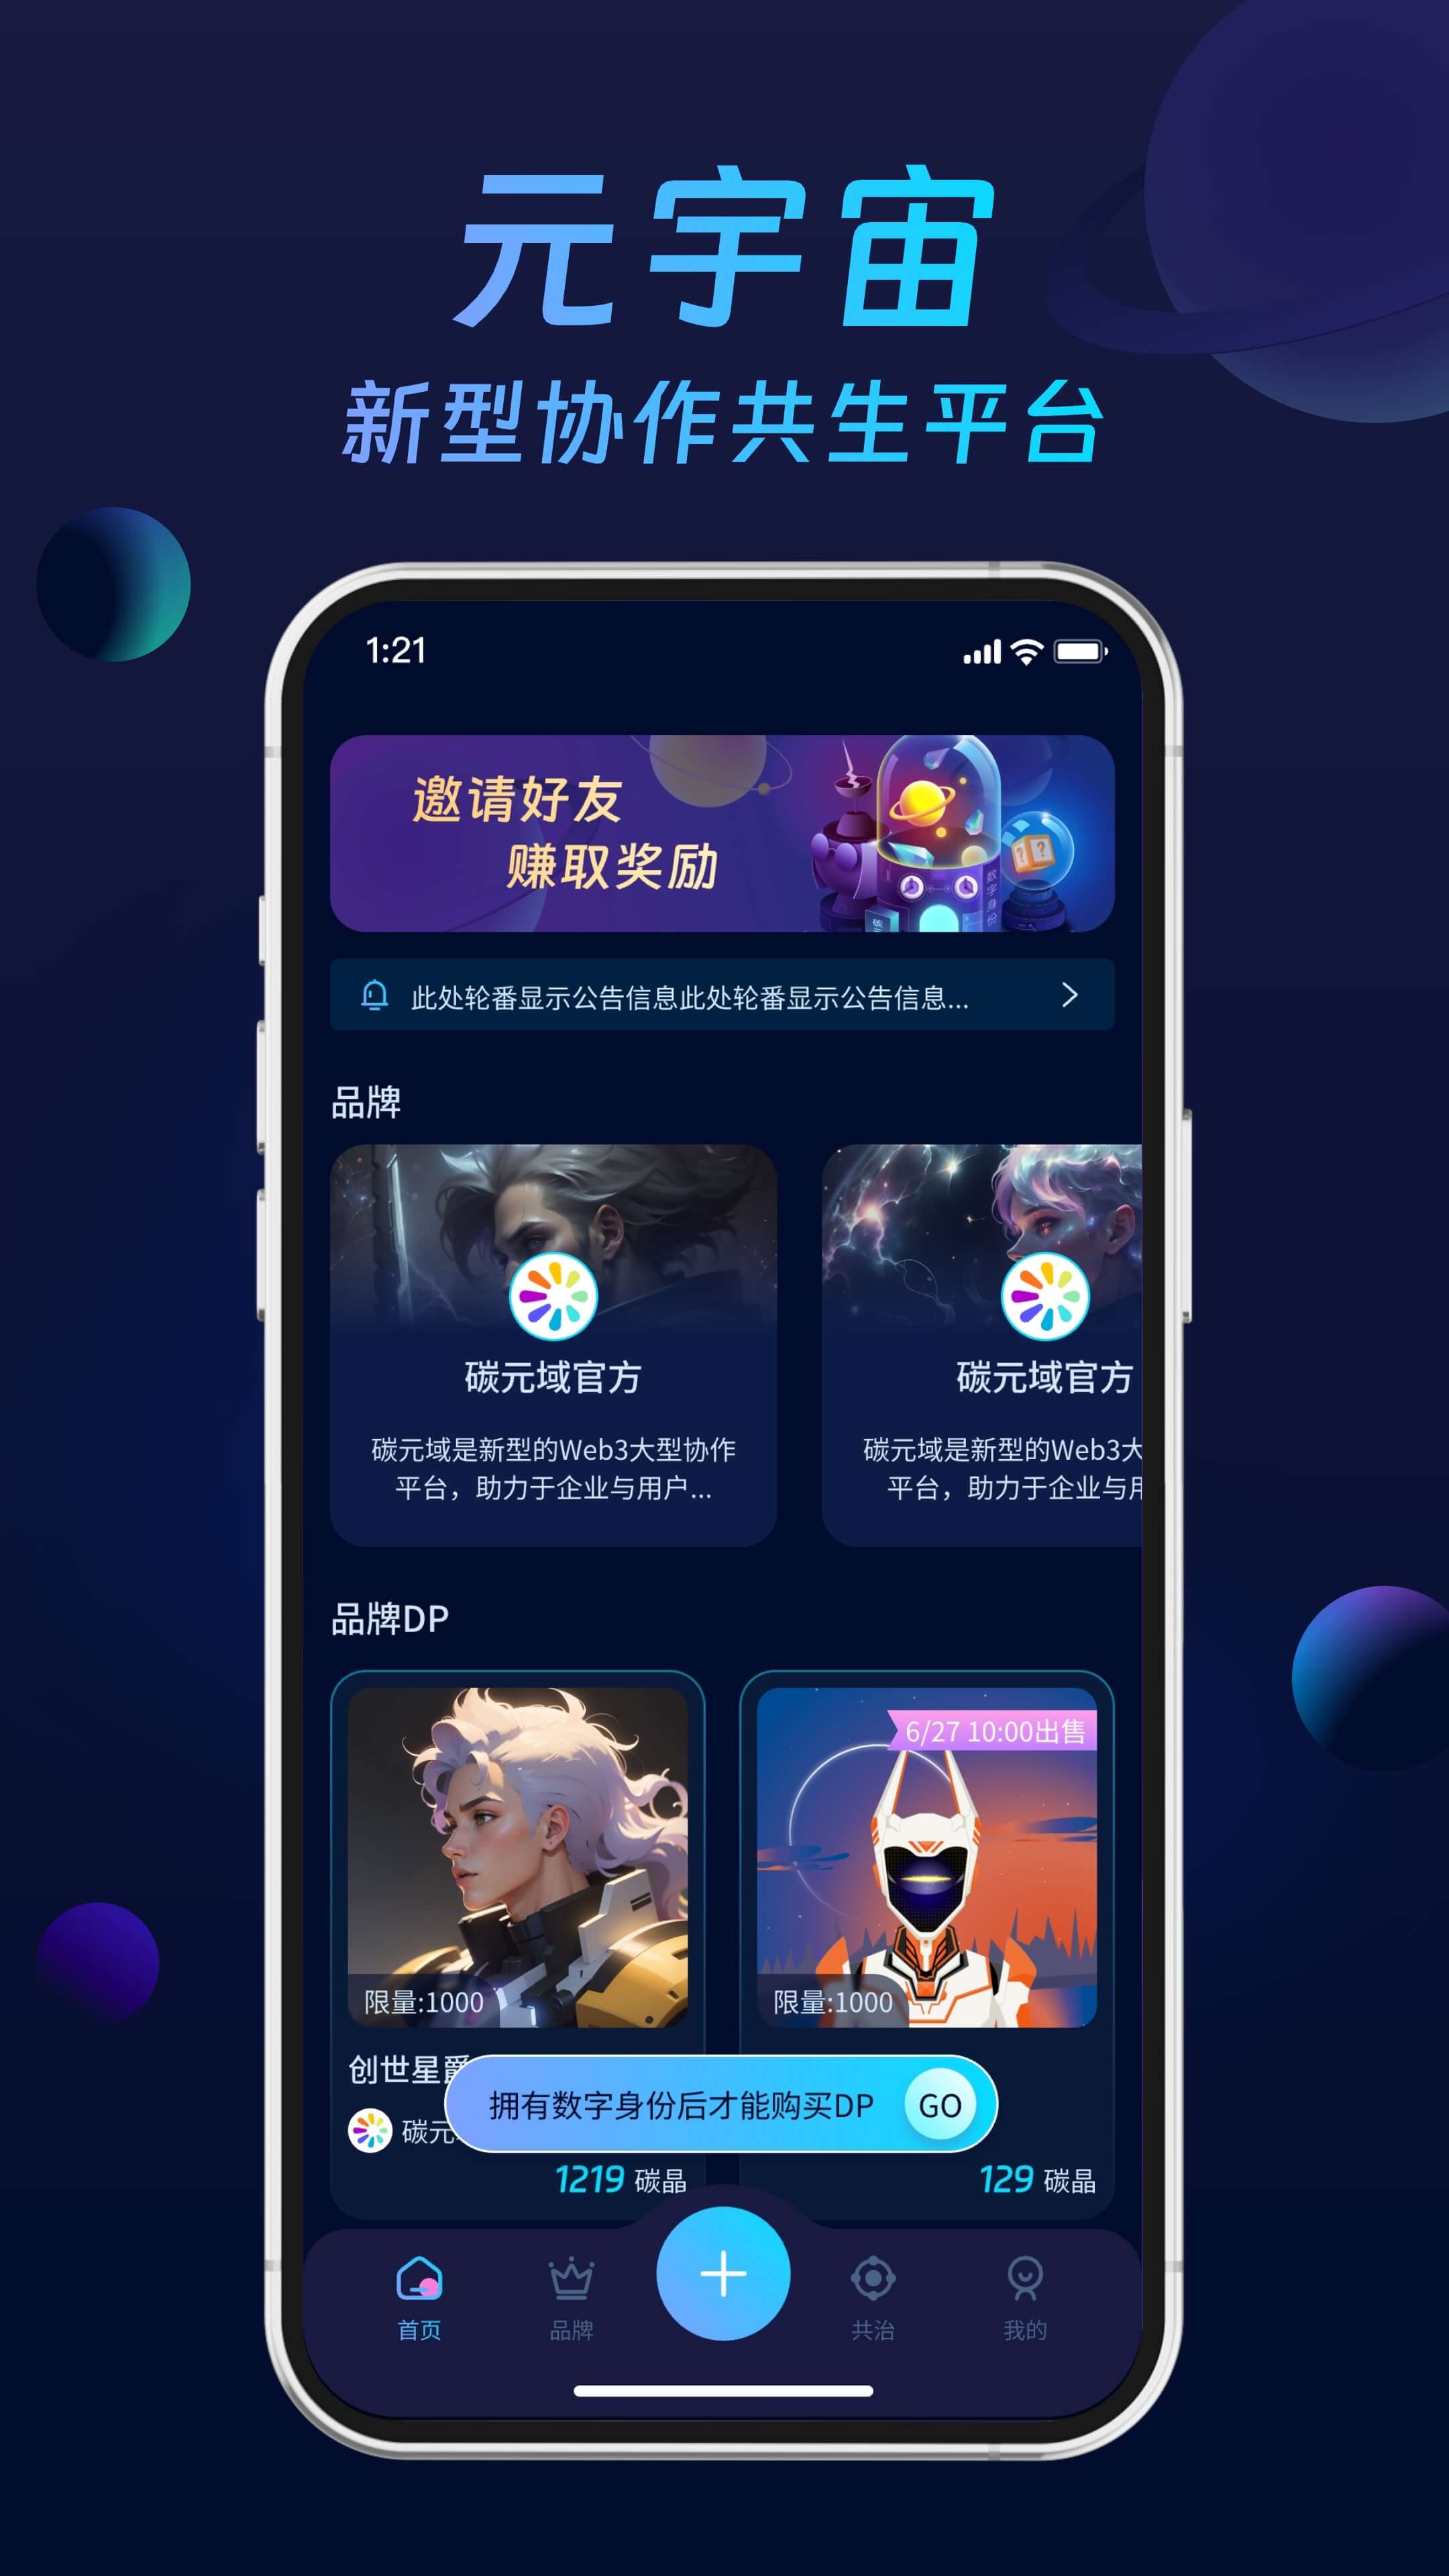 元宇宙
新型协作共生平台
1:21
邀请好友
赚取奖励
数字身份
此处轮番显示公告信息此处轮番显示公告信息...
品牌
碳元域官方
碳元域是新型的Web3大型协作
平台，助力于企业与用户...
碳元域官方
碳元域是新型的Web3大
平台，助力于企业与用
品牌DP
6/27 10:00出售
限量:1000
限量:1000
创世星爵
碳元
拥有数字身份后才能购买DP
GO
1219 碳晶
129 碳晶
首页
品牌
共治
我的